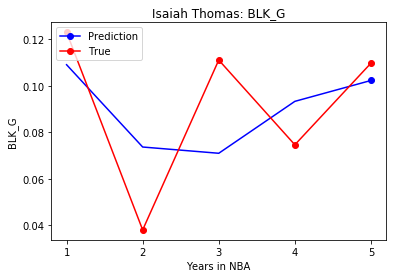 Isaiah Thomas: BLK_G
Prediction
True
0.12
0.10
0.08
0.06
0.04
BLK_G
1 2 3 4 5
Years in NBA